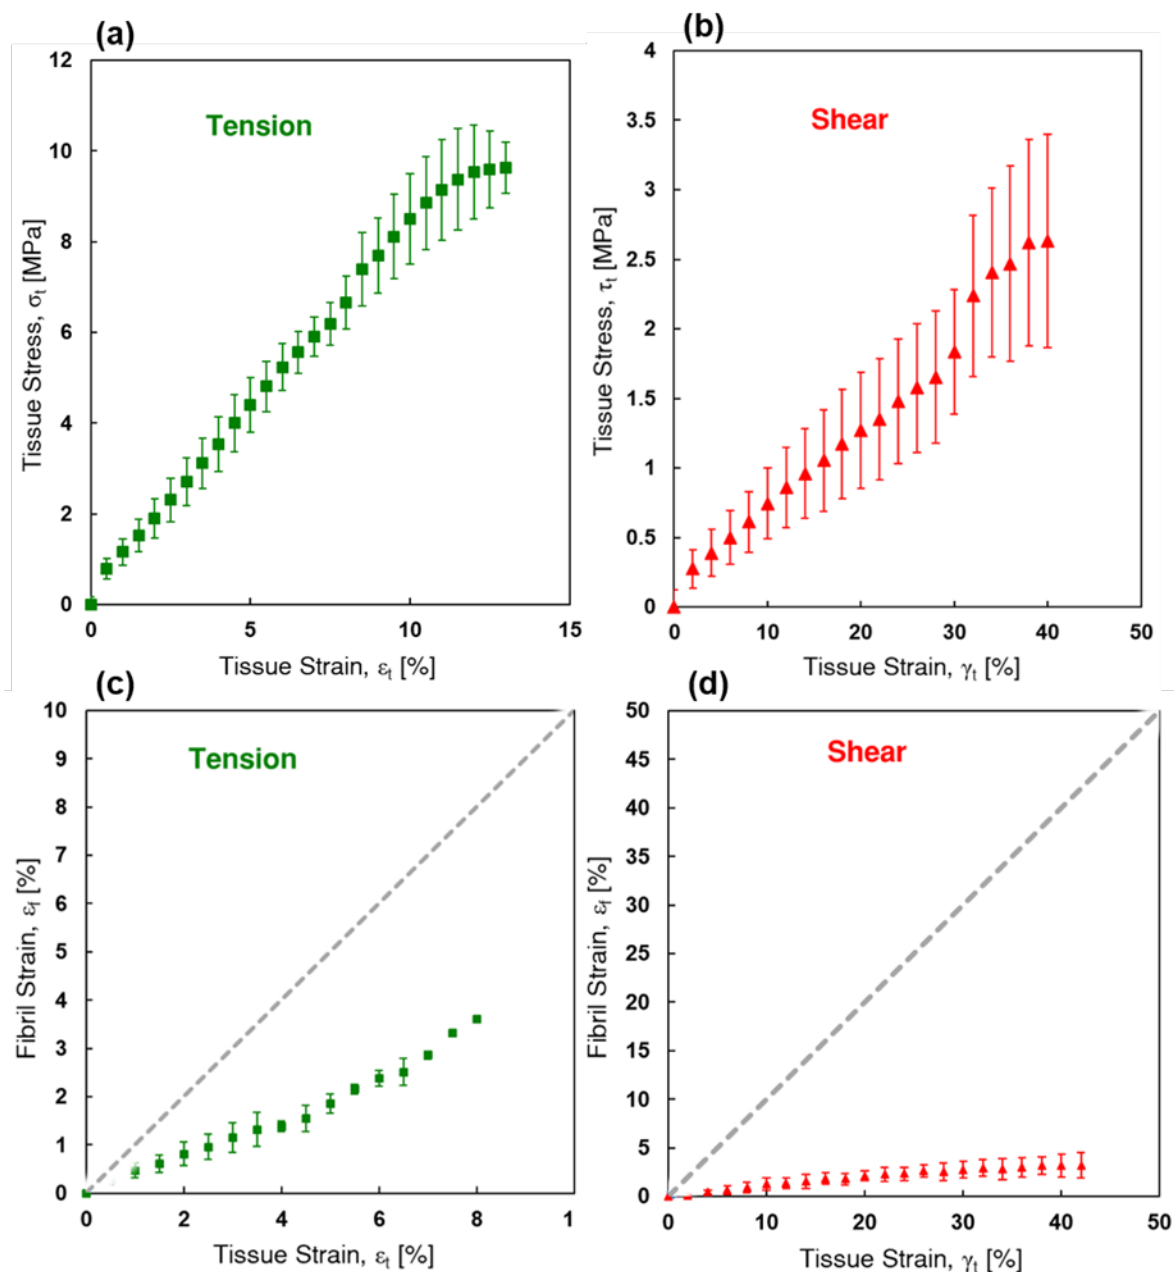 (a)
12
10
8
6
4
2
0
Tension
Tissue Stress, σt [MPa]
0 5 10 15
Tissue Strain, εt [%]
(b)
4
3.5
3
2.5
2
1.5
1
0.5
0
Shear
Tissue Stress, τt [MPa]
0 10 20 30 40 50
Tissue Strain, γt [%]
(c)
10
9
8
7
6
5
4
3
2
1
0
Tension
Fibril Strain, εf [%]
0 2 4 6 8 1
Tissue Strain, εt [%]
(d)
50
45
40
35
30
25
20
15
10
5
0
Shear
Fibril Strain, εf [%]
0 10 20 30 40 50
Tissue Strain, γt [%]